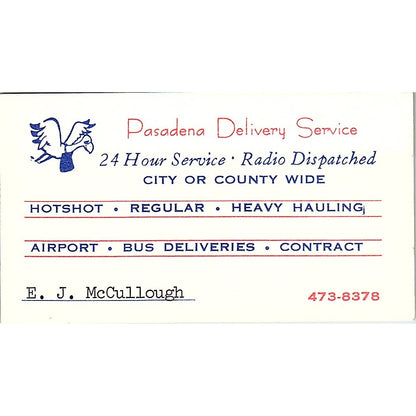 Pasadena Delivery Service
24 Hour Service · Radio Dispatched
CITY OR COUNTY WIDE
HOTSHOT • REGULAR • HEAVY HAULING
AIRPORT • BUS DELIVERIES • CONTRACT
E. J. McCullough
473-8378